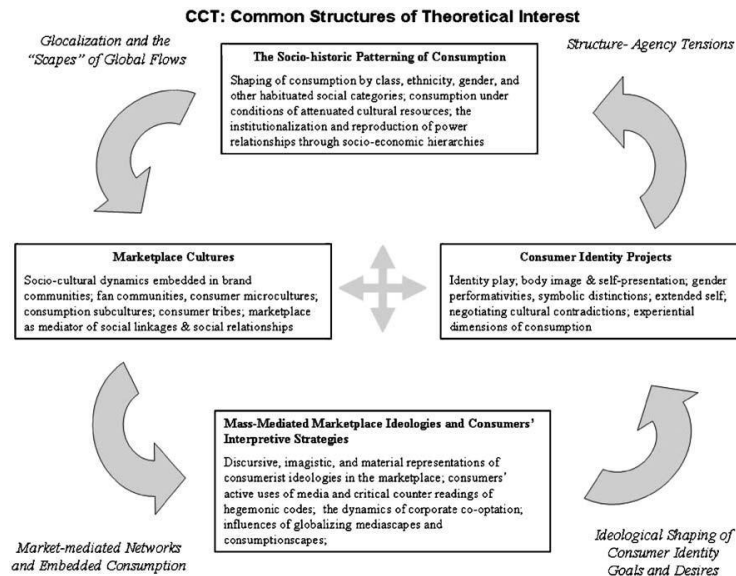 CCT: Common Structures of Theoretical Interest
Glocalization and the
“Scapes” of Global Flows
The Socio-historic Patterning of Consumption
Shaping of consumption by class, ethnicity, gender, and
other habituated social categories; consumption under
conditions of attenuated cultural resources; the
institutionalization and reproduction of power
relationships through socio-economic hierarchies
Structure- Agency Tensions
Marketplace Cultures
Socio-cultural dynamics embedded in brand
communities; fan communities, consumer microcultures;
consumption subcultures; consumer tribes; marketplace
as mediator of social linkages & social relationships
Consumer Identity Projects
Identity play; body image & self-presentation; gender
performativities, symbolic distinctions; extended self;
negotiating cultural contradictions; experiential
dimensions of consumption
Mass-Mediated Marketplace Ideologies and Consumers’
Interpretive Strategies
Discursive, imagistic, and material representations of
consumerist ideologies in the marketplace; consumers’
active uses of media and critical counter readings of
hegemonic codes; the dynamics of corporate co-optation;
influences of globalizing mediascapes and
consumptionscapes;
Market-mediated Networks
and Embedded Consumption
Ideological Shaping of
Consumer Identity
Goals and Desires